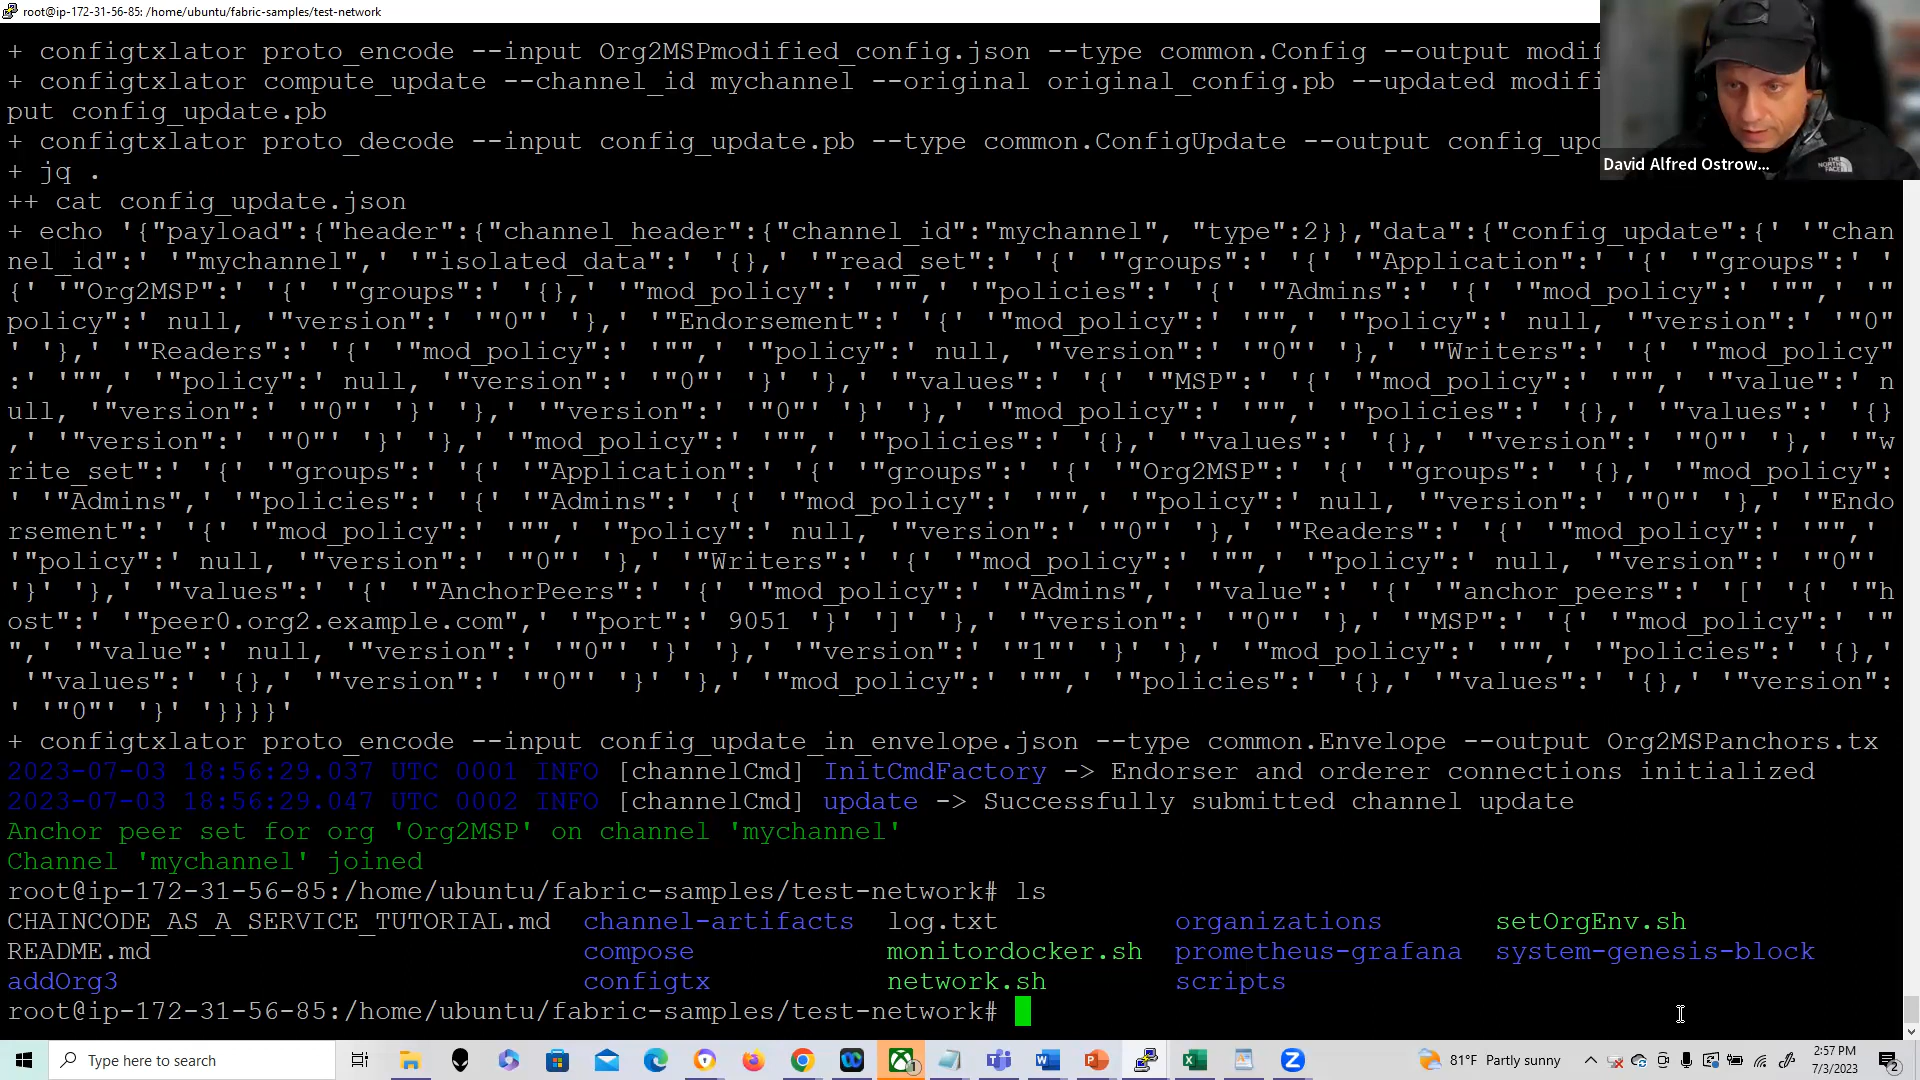 root@ip-172-31-56-85: /home/ubuntu/fabric-samples/test-network
+ configtxlator proto_encode --input Org2MSPmodified_config.json --type common.Config --output modif
+ configtxlator compute_update --channel_id mychannel --original original_config.pb --updated modifi
put config_update.pb
+ configtxlator proto_decode --input config_update.pb --type common.ConfigUpdate --output config_up
+ jq .
++ cat config_update.json
+ echo '{"payload":{"header":{"channel_header":{"channel_id":"mychannel", "type":2}},"data":{"config_update":{' '"chan
nel_id":' '"mychannel",' '"isolated_data":' '{},' '"read_set":' '{' '"groups":' '{' '"Application":' '{' '"groups":' '
{' '"Org2MSP":' '{' '"groups":' '{},' '"mod_policy":' '"",' '"policies":' '{' '"Admins":' '{' '"mod_policy":' '"",' '"
policy":' null, '"version":' '"0"' '},' '"Endorsement":' '{' '"mod_policy":' '"",' '"policy":' null, '"version":' '"0"
' '},' '"Readers":' '{' '"mod_policy":' '"",' '"policy":' null, '"version":' '"0"' '},' '"Writers":' '{' '"mod_policy"
:' '"",' '"policy":' null, '"version":' '"0"' '}' '},' '"values":' '{' '"MSP":' '{' '"mod_policy":' '"",' '"value":' n
ull, '"version":' '"0"' '}' '},' '"version":' '"0"' '}' '},' '"mod_policy":' '"",' '"policies":' '{},' '"values":' '{}
,' '"version":' '"0"' '}' '},' '"mod_policy":' '"",' '"policies":' '{},' '"values":' '{},' '"version":' '"0"' '},' '"w
rite_set":' '{' '"groups":' '{' '"Application":' '{' '"groups":' '{' '"Org2MSP":' '{' '"groups":' '{},' '"mod_policy":
' '"Admins",' '"policies":' '{' '"Admins":' '{' '"mod_policy":' '"",' '"policy":' null, '"version":' '"0"' '},' '"Endo
rsement":' '{' '"mod_policy":' '"",' '"policy":' null, '"version":' '"0"' '},' '"Readers":' '{' '"mod_policy":' '"",'
'"policy":' null, '"version":' '"0"' '},' '"Writers":' '{' '"mod_policy":' '"",' '"policy":' null, '"version":' '"0"'
'}' '},' '"values":' '{' '"AnchorPeers":' '{' '"mod_policy":' '"Admins",' '"value":' '{' '"anchor_peers":' '[' '{' '"h
ost":' '"peer0.org2.example.com",' '"port":' 9051 '}' ']' '},' '"version":' '"0"' '},' '"MSP":' '{' '"mod_policy":' '"
",' '"value":' null, '"version":' '"0"' '}' '},' '"version":' '"1"' '}' '},' '"mod_policy":' '"",' '"policies":' '{},'
'"values":' '{},' '"version":' '"0"' '}' '},' '"mod_policy":' '"",' '"policies":' '{},' '"values":' '{},' '"version":
' '"0"' '}' '}}}}'
+ configtxlator proto_encode --input config_update_in_envelope.json --type common.Envelope --output Org2MSPanchors.tx
2023-07-03 18:56:29.037 UTC 0001 INFO [channelCmd] InitCmdFactory -> Endorser and orderer connections initialized
2023-07-03 18:56:29.047 UTC 0002 INFO [channelCmd] update -> Successfully submitted channel update
Anchor peer set for org 'Org2MSP' on channel 'mychannel'
Channel 'mychannel' joined
root@ip-172-31-56-85:/home/ubuntu/fabric-samples/test-network# ls
CHAINCODE_AS_A_SERVICE_TUTORIAL.md channel-artifacts log.txt organizations setOrgEnv.sh
README.md compose monitordocker.sh prometheus-grafana system-genesis-block
addOrg3 configtx network.sh scripts
root@ip-172-31-56-85:/home/ubuntu/fabric-samples/test-network#
David Alfred Ostrow...
THE NORTH FACE
Type here to search
81°F Partly sunny
2:57 PM
7/3/2023
2